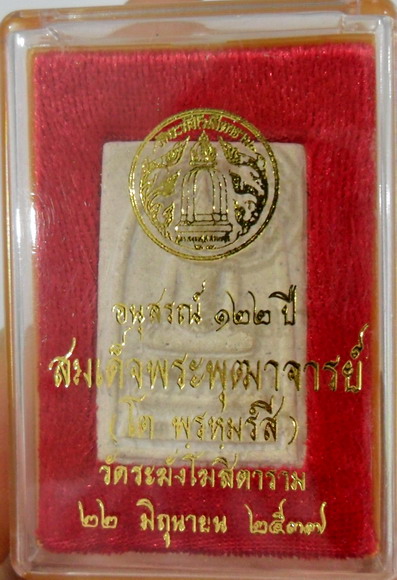 อนุสรณ์ ๑๒๒ ปี
สมเด็จพระพุฒาจารย์
(โต พรหมรังสี)
วัดระฆังโฆสิตาราม
๒๒ มิถุนายน ๒๕๓๗